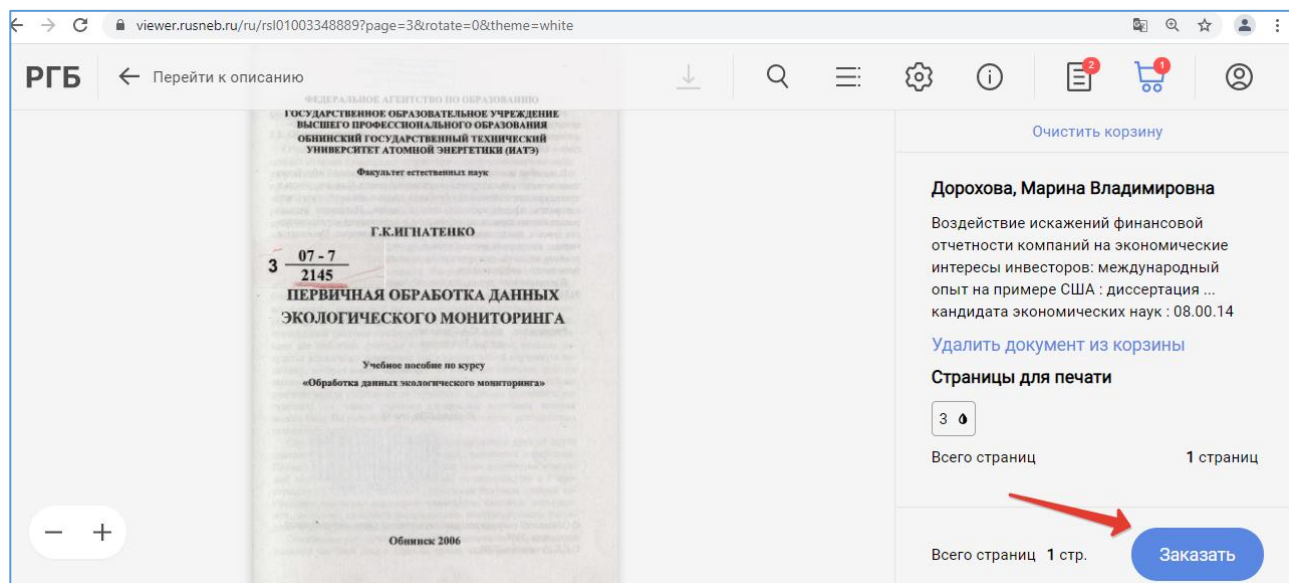 viewer.rusneb.ru/ru/rsl01003348889?page=3&rotate=0&theme=white
РГБ
Перейти к описанию
2
1
ФЕДЕРАЛЬНОЕ АГЕНТСТВО ПО ОБРАЗОВАНИЮ
ГОСУДАРСТВЕННОЕ ОБРАЗОВАТЕЛЬНОЕ УЧРЕЖДЕНИЕ
ВЫСШЕГО ПРОФЕССИОНАЛЬНОГО ОБРАЗОВАНИЯ
ОБНИНСКИЙ ГОСУДАРСТВЕННЫЙ ТЕХНИЧЕСКИЙ
УНИВЕРСИТЕТ АТОМНОЙ ЭНЕРГЕТИКИ (ИАТЭ)
Факультет естественных наук
Г.К.ИГНАТЕНКО
3 07 - 7
2145
ПЕРВИЧНАЯ ОБРАБОТКА ДАННЫХ
ЭКОЛОГИЧЕСКОГО МОНИТОРИНГА
Учебное пособие по курсу
«Обработка данных экологического мониторинга»
Обнинск 2006
Очистить корзину
Дорохова, Марина Владимировна
Воздействие искажений финансовой
отчетности компаний на экономические
интересы инвесторов: международный
опыт на примере США : диссертация ...
кандидата экономических наук : 08.00.14
Удалить документ из корзины
Страницы для печати
3
Всего страниц 1 страниц
Всего страниц 1 стр.
Заказать